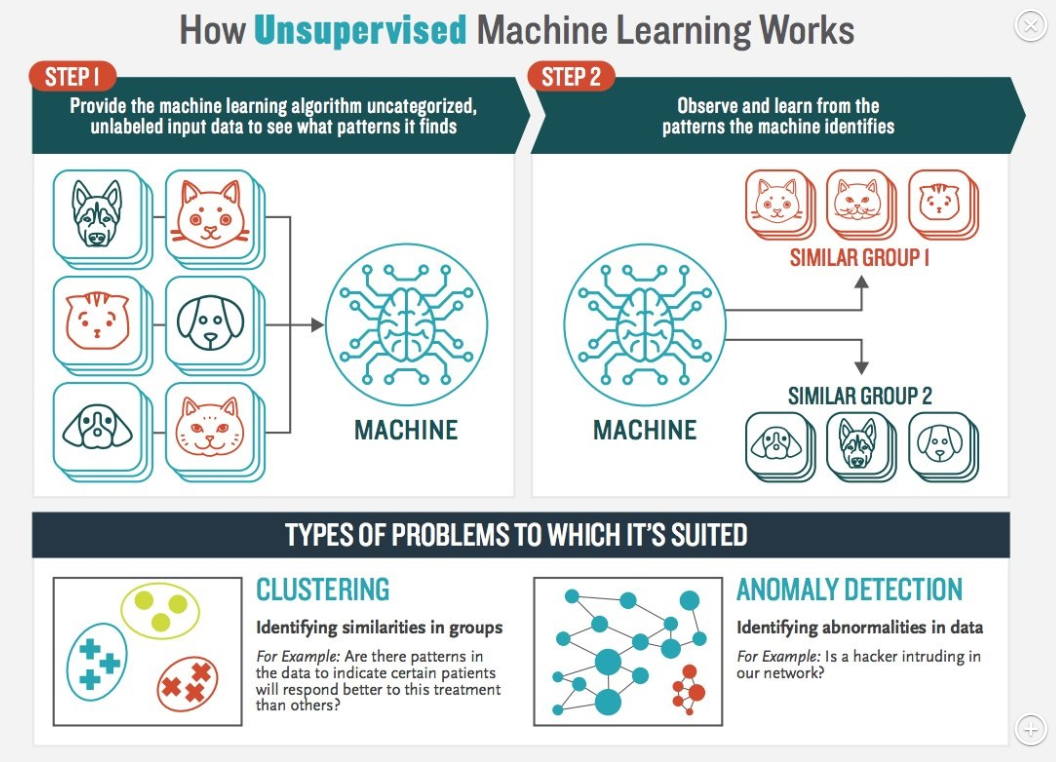 How Unsupervised Machine Learning Works
STEP 1
Provide the machine learning algorithm uncategorized,
unlabeled input data to see what patterns it finds
MACHINE
STEP 2
Observe and learn from the
patterns the machine identifies
MACHINE
SIMILAR GROUP 1
SIMILAR GROUP 2
TYPES OF PROBLEMS TO WHICH IT'S SUITED
CLUSTERING
Identifying similarities in groups
For Example: Are there patterns in
the data to indicate certain patients
will respond better to this treatment
than others?
ANOMALY DETECTION
Identifying abnormalities in data
For Example: Is a hacker intruding in
our network?